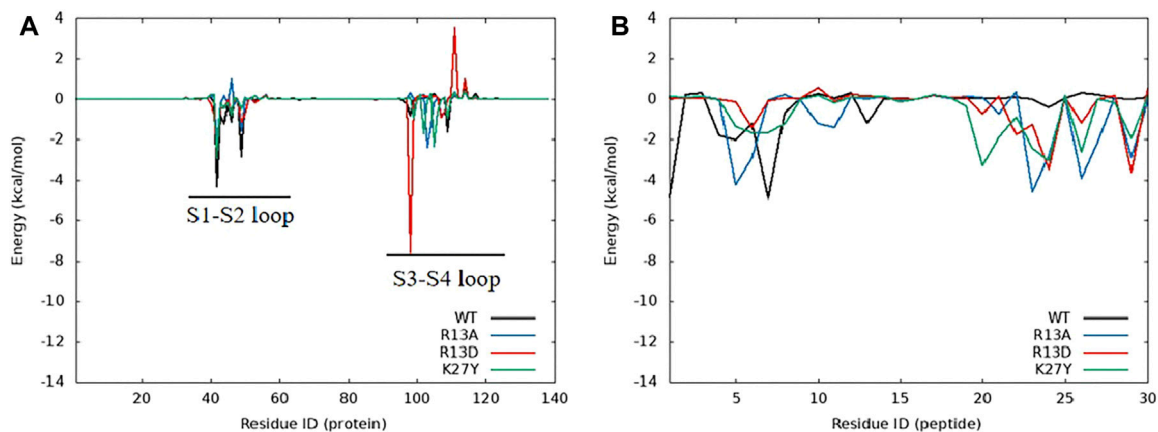 A
Energy (kcal/mol)
4
2
0
-2
-4
-6
-8
-10
-12
-14
S1-S2 loop
S3-S4 loop
WT
R13A
R13D
K27Y
0 20 40 60 80 100 120 140
Residue ID (protein)
B
Energy (kcal/mol)
4
2
0
-2
-4
-6
-8
-10
-12
-14
WT
R13A
R13D
K27Y
5 10 15 20 25 30
Residue ID (peptide)